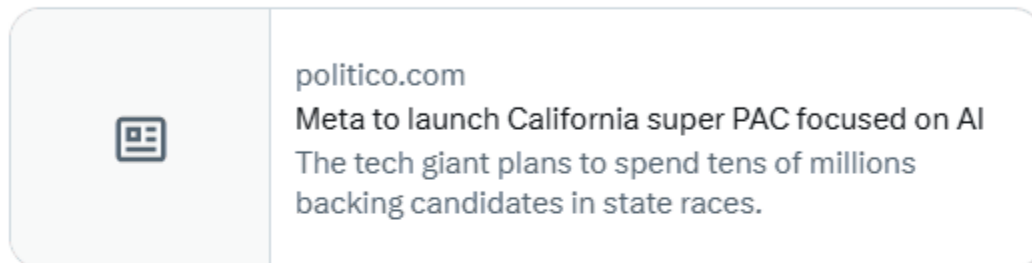 politico.com
Meta to launch California super PAC focused on AI
The tech giant plans to spend tens of millions
backing candidates in state races.